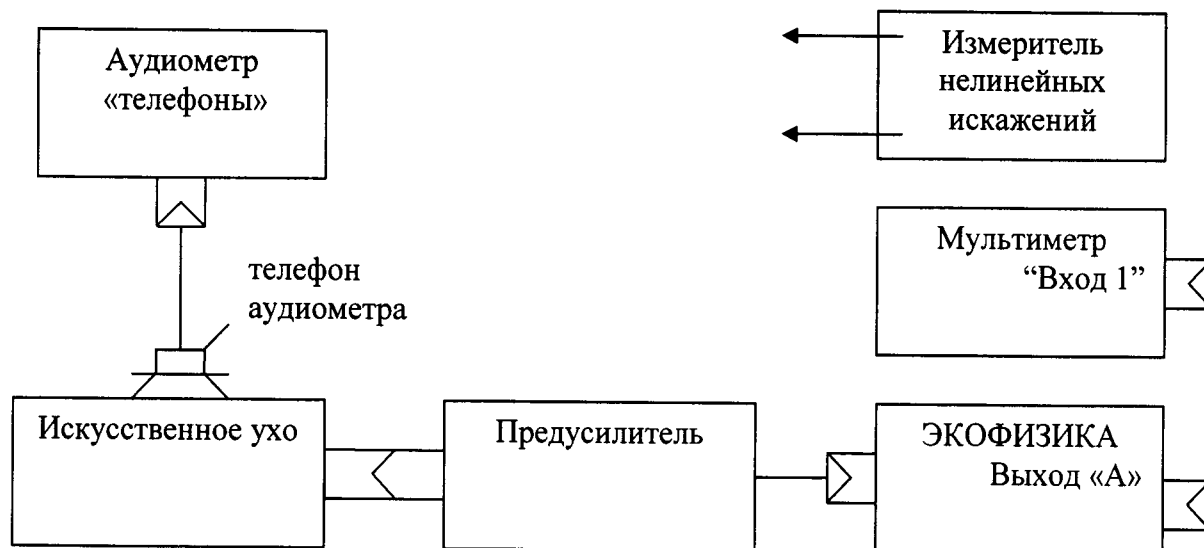 Аудиометр
«телефоны»
Измеритель
нелинейных
искажений
Мультиметр
“Вход 1”
телефон
аудиометра
Искусственное ухо
Предусилитель
ЭКОФИЗИКА
Выход «А»